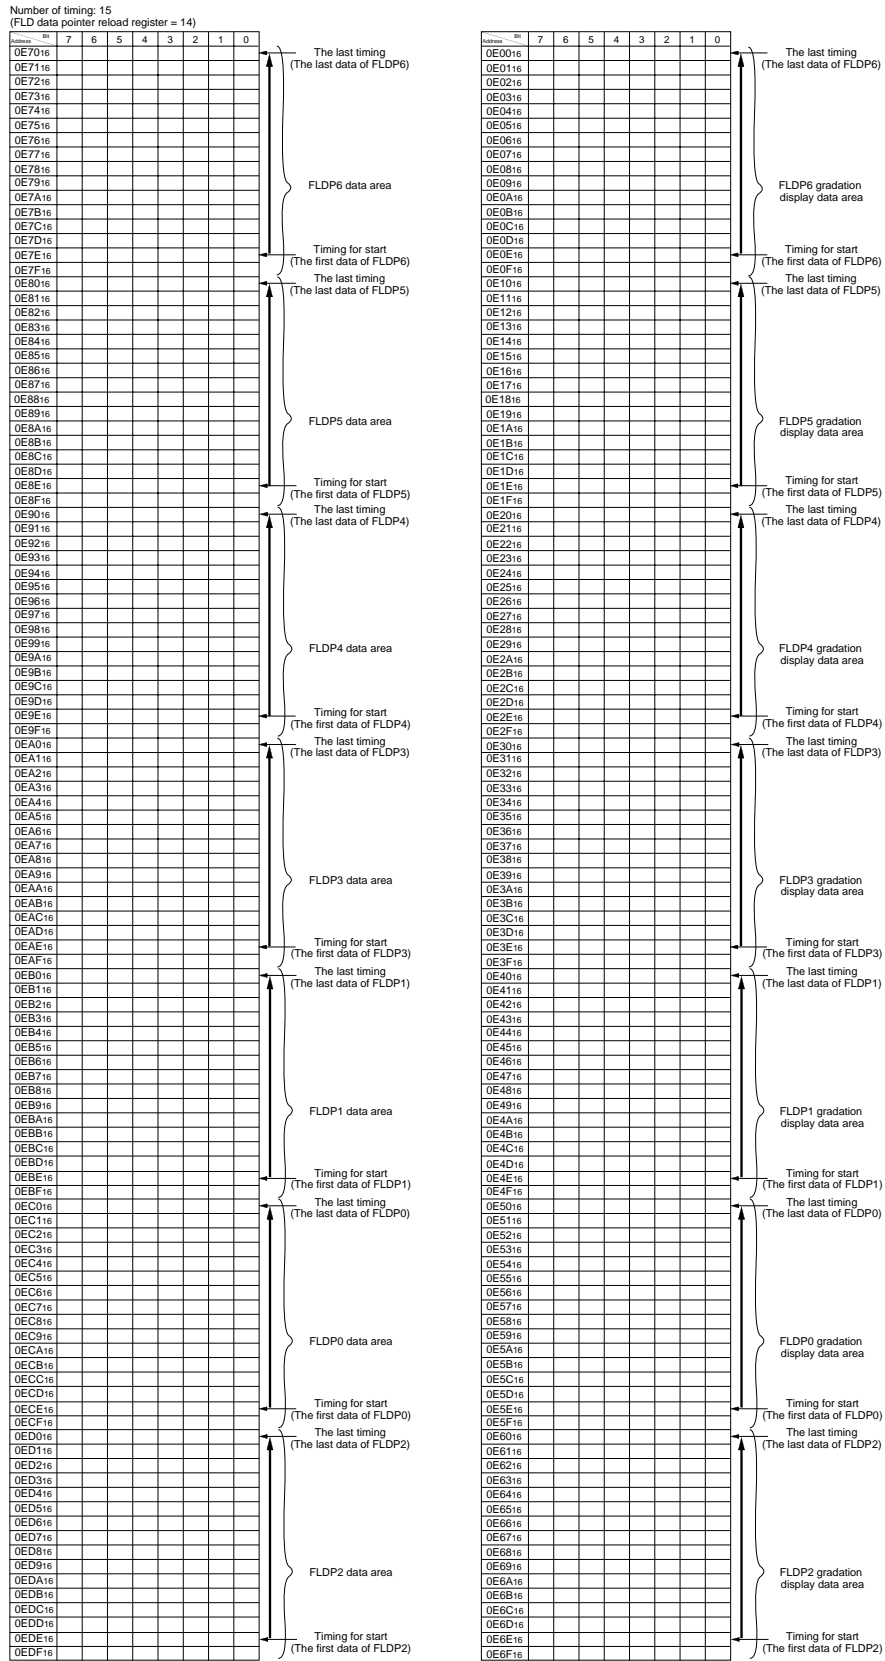 Number of timing: 15
(FLD data pointer reload register = 14)
Bit
Address
7 6 5 4 3 2 1 0
0E7016
0E7116
0E7216
0E7316
0E7416
0E7516
0E7616
0E7716
0E7816
0E7916
0E7A16
0E7B16
0E7C16
0E7D16
0E7E16
0E7F16
0E8016
0E8116
0E8216
0E8316
0E8416
0E8516
0E8616
0E8716
0E8816
0E8916
0E8A16
0E8B16
0E8C16
0E8D16
0E8E16
0E8F16
0E9016
0E9116
0E9216
0E9316
0E9416
0E9516
0E9616
0E9716
0E9816
0E9916
0E9A16
0E9B16
0E9C16
0E9D16
0E9E16
0E9F16
0EA016
0EA116
0EA216
0EA316
0EA416
0EA516
0EA616
0EA716
0EA816
0EA916
0EAA16
0EAB16
0EAC16
0EAD16
0EAE16
0EAF16
0EB016
0EB116
0EB216
0EB316
0EB416
0EB516
0EB616
0EB716
0EB816
0EB916
0EBA16
0EBB16
0EBC16
0EBD16
0EBE16
0EBF16
0EC016
0EC116
0EC216
0EC316
0EC416
0EC516
0EC616
0EC716
0EC816
0EC916
0ECA16
0ECB16
0ECC16
0ECD16
0ECE16
0ECF16
0ED016
0ED116
0ED216
0ED316
0ED416
0ED516
0ED616
0ED716
0ED816
0ED916
0EDA16
0EDB16
0EDC16
0EDD16
0EDE16
0EDF16
The last timing
(The last data of FLDP6)
FLDP6 data area
Timing for start
(The first data of FLDP6)
The last timing
(The last data of FLDP5)
FLDP5 data area
Timing for start
(The first data of FLDP5)
The last timing
(The last data of FLDP4)
FLDP4 data area
Timing for start
(The first data of FLDP4)
The last timing
(The last data of FLDP3)
FLDP3 data area
Timing for start
(The first data of FLDP3)
The last timing
(The last data of FLDP1)
FLDP1 data area
Timing for start
(The first data of FLDP1)
The last timing
(The last data of FLDP0)
FLDP0 data area
Timing for start
(The first data of FLDP0)
The last timing
(The last data of FLDP2)
FLDP2 data area
Timing for start
(The first data of FLDP2)
Bit
Address
7 6 5 4 3 2 1 0
0E0016
0E0116
0E0216
0E0316
0E0416
0E0516
0E0616
0E0716
0E0816
0E0916
0E0A16
0E0B16
0E0C16
0E0D16
0E0E16
0E0F16
0E1016
0E1116
0E1216
0E1316
0E1416
0E1516
0E1616
0E1716
0E1816
0E1916
0E1A16
0E1B16
0E1C16
0E1D16
0E1E16
0E1F16
0E2016
0E2116
0E2216
0E2316
0E2416
0E2516
0E2616
0E2716
0E2816
0E2916
0E2A16
0E2B16
0E2C16
0E2D16
0E2E16
0E2F16
0E3016
0E3116
0E3216
0E3316
0E3416
0E3516
0E3616
0E3716
0E3816
0E3916
0E3A16
0E3B16
0E3C16
0E3D16
0E3E16
0E3F16
0E4016
0E4116
0E4216
0E4316
0E4416
0E4516
0E4616
0E4716
0E4816
0E4916
0E4A16
0E4B16
0E4C16
0E4D16
0E4E16
0E4F16
0E5016
0E5116
0E5216
0E5316
0E5416
0E5516
0E5616
0E5716
0E5816
0E5916
0E5A16
0E5B16
0E5C16
0E5D16
0E5E16
0E5F16
0E6016
0E6116
0E6216
0E6316
0E6416
0E6516
0E6616
0E6716
0E6816
0E6916
0E6A16
0E6B16
0E6C16
0E6D16
0E6E16
0E6F16
The last timing
(The last data of FLDP6)
FLDP6 gradation
display data area
Timing for start
(The first data of FLDP6)
The last timing
(The last data of FLDP5)
FLDP5 gradation
display data area
Timing for start
(The first data of FLDP5)
The last timing
(The last data of FLDP4)
FLDP4 gradation
display data area
Timing for start
(The first data of FLDP4)
The last timing
(The last data of FLDP3)
FLDP3 gradation
display data area
Timing for start
(The first data of FLDP3)
The last timing
(The last data of FLDP1)
FLDP1 gradation
display data area
Timing for start
(The first data of FLDP1)
The last timing
(The last data of FLDP0)
FLDP0 gradation
display data area
Timing for start
(The first data of FLDP0)
The last timing
(The last data of FLDP2)
FLDP2 gradation
display data area
Timing for start
(The first data of FLDP2)